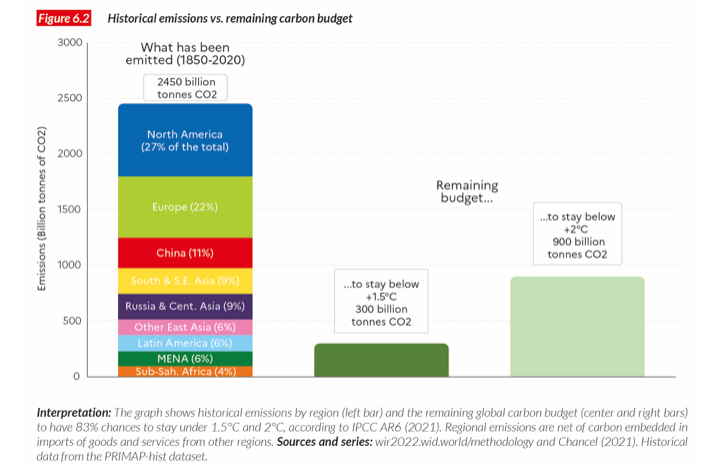 Figure 6.2 Historical emissions vs. remaining carbon budget
3000
2500
2000
1500
1000
500
0
Emissions (Billion tonnes of CO2)
What has been
emitted (1850-2020)
2450 billion
tonnes CO2
North America
(27% of the total)
Europe (22%)
China (11%)
South & S.E. Asia (9%)
Russia & Cent. Asia (9%)
Other East Asia (6%)
Latin America (6%)
MENA (6%)
Sub-Sah. Africa (4%)
Remaining
budget...
...to stay below
+1.5°C
300 billion
tonnes CO2
...to stay below
+2°C
900 billion
tonnes CO2
Interpretation: The graph shows historical emissions by region (left bar) and the remaining global carbon budget (center and right bars)
to have 83% chances to stay under 1.5°C and 2°C, according to IPCC AR6 (2021). Regional emissions are net of carbon embedded in
imports of goods and services from other regions. Sources and series: wir2022.wid.world/methodology and Chancel (2021). Historical
data from the PRIMAP-hist dataset.